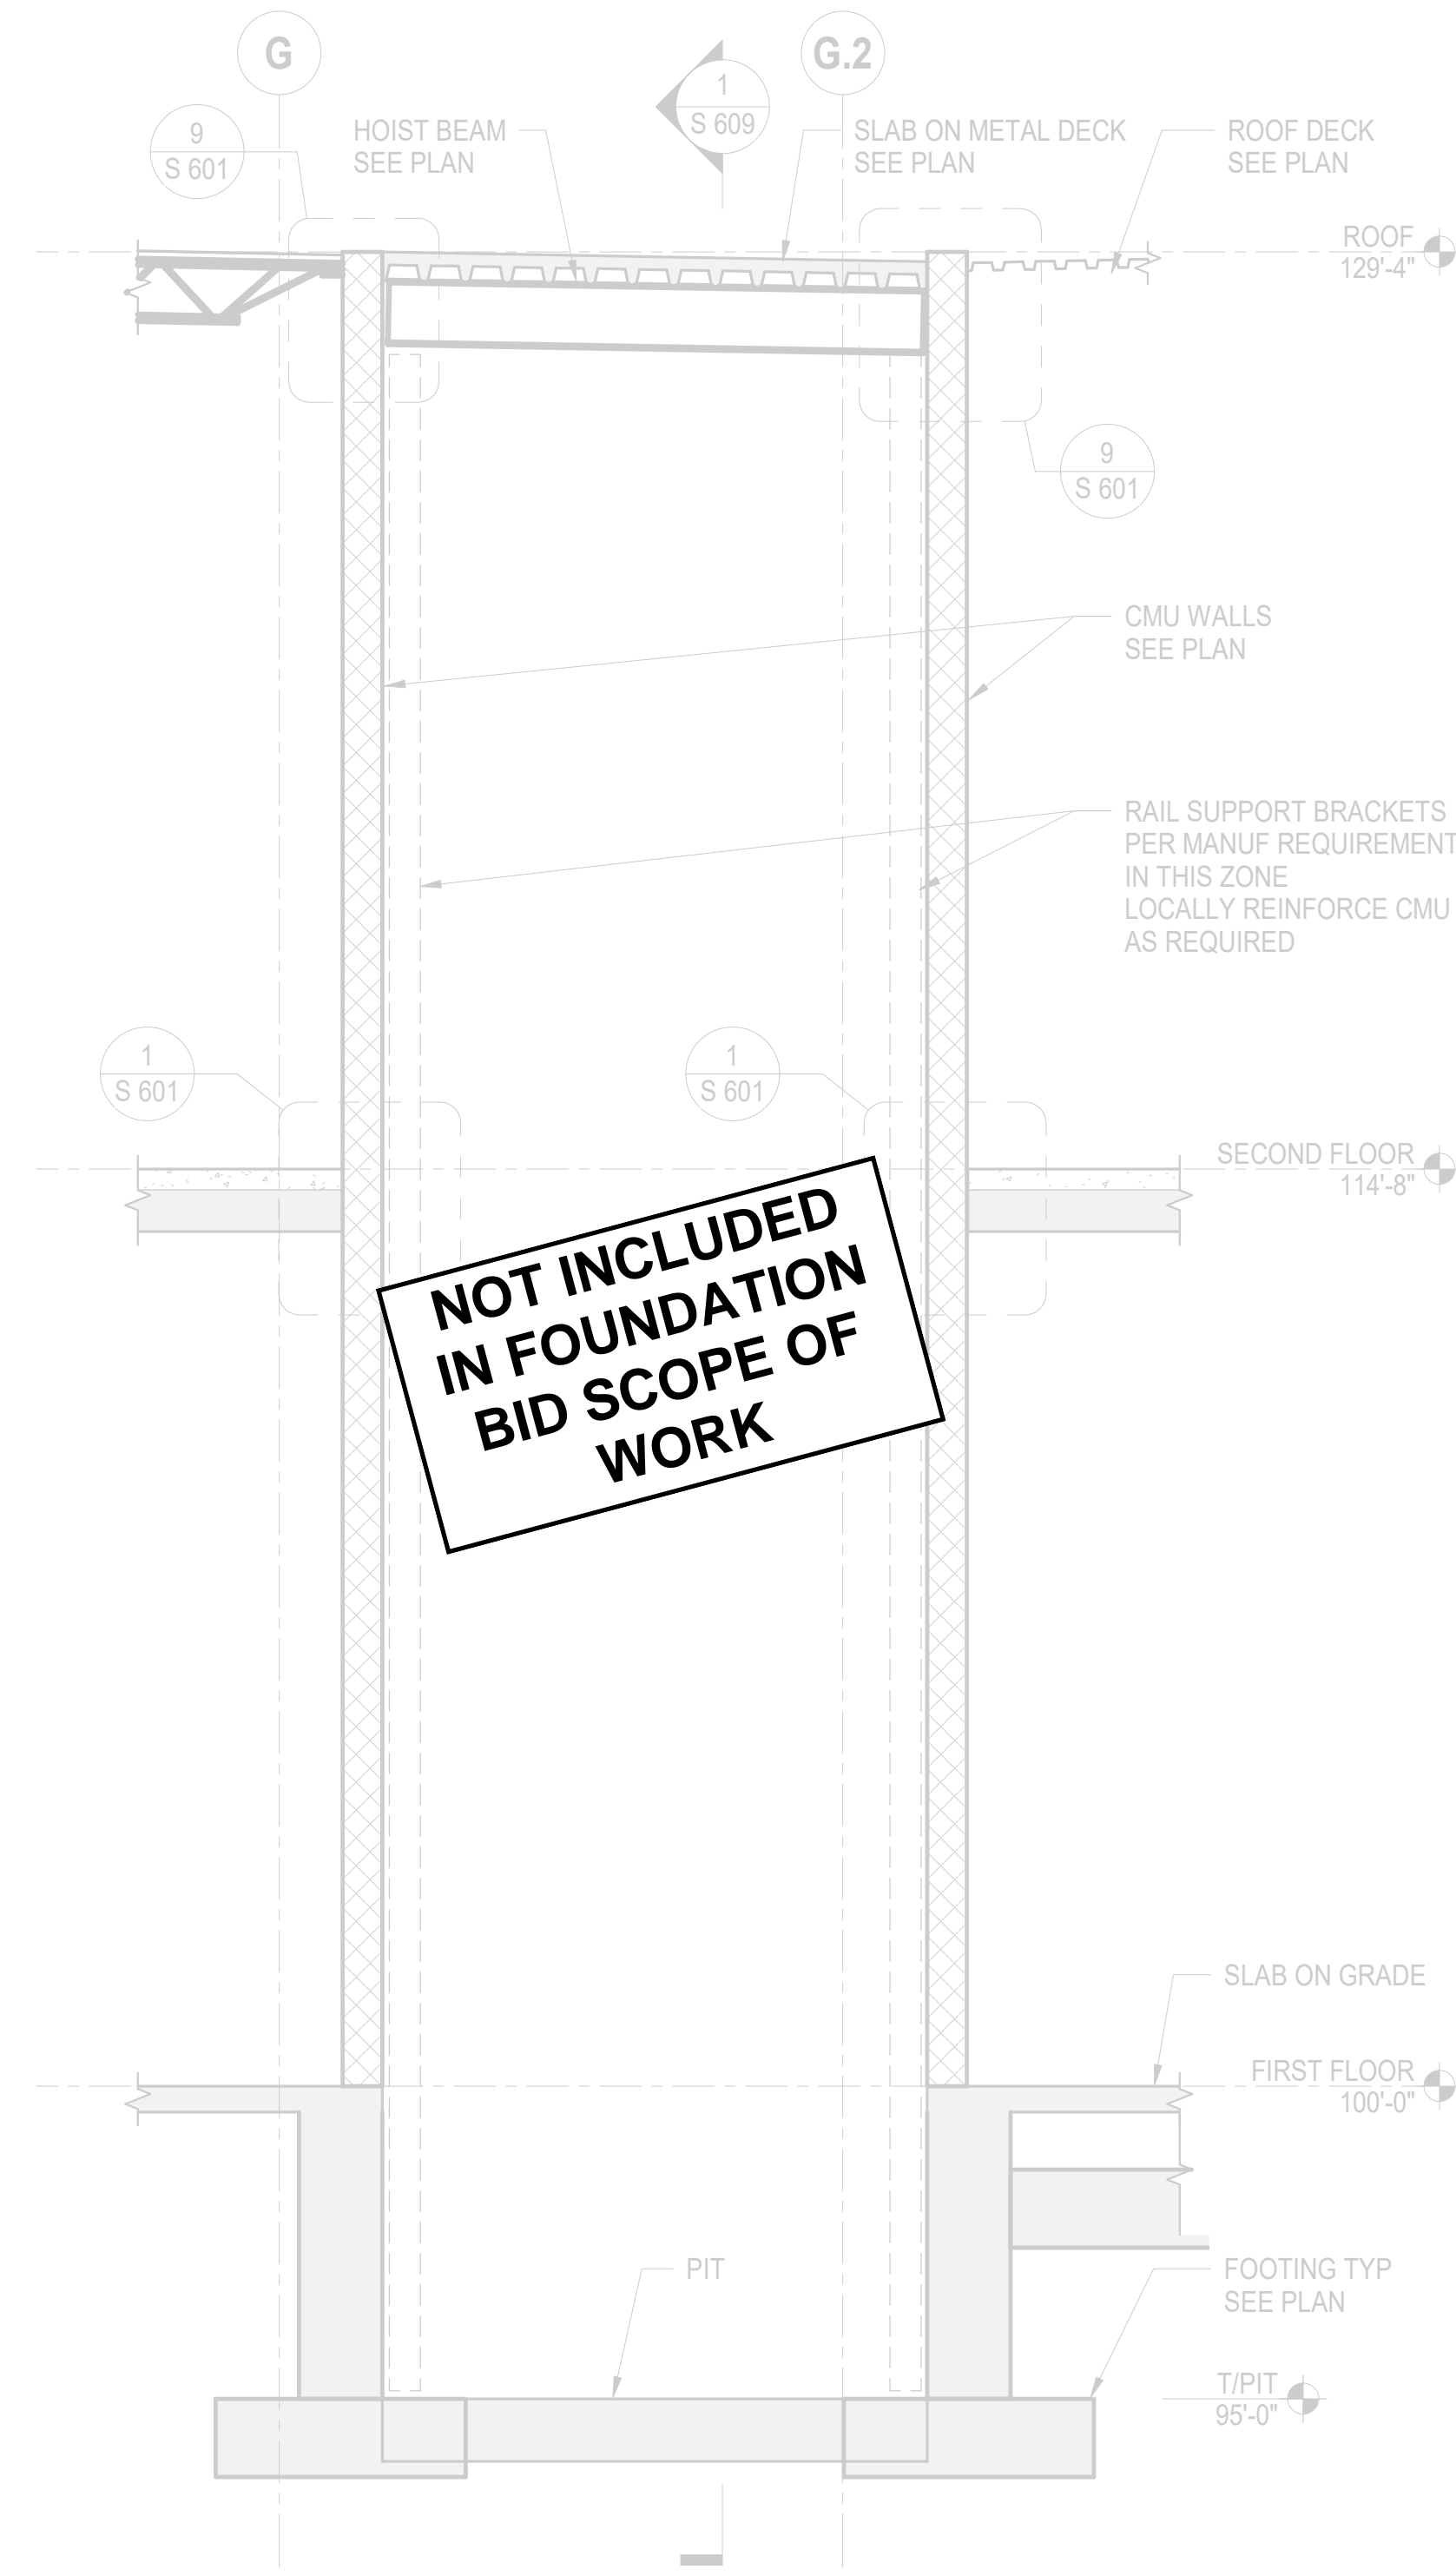 G
G.2
1
S 609
9
S 601
HOIST BEAM
SEE PLAN
SLAB ON METAL DECK
SEE PLAN
ROOF DECK
SEE PLAN
ROOF
129'-4"
9
S 601
CMU WALLS
SEE PLAN
RAIL SUPPORT BRACKETS
PER MANUF REQUIREMENT
IN THIS ZONE
LOCALLY REINFORCE CMU
AS REQUIRED
1
S 601
1
S 601
SECOND FLOOR
114'-8"
NOT INCLUDED
IN FOUNDATION
BID SCOPE OF
WORK
SLAB ON GRADE
FIRST FLOOR
100'-0"
PIT
FOOTING TYP
SEE PLAN
T/PIT
95'-0"